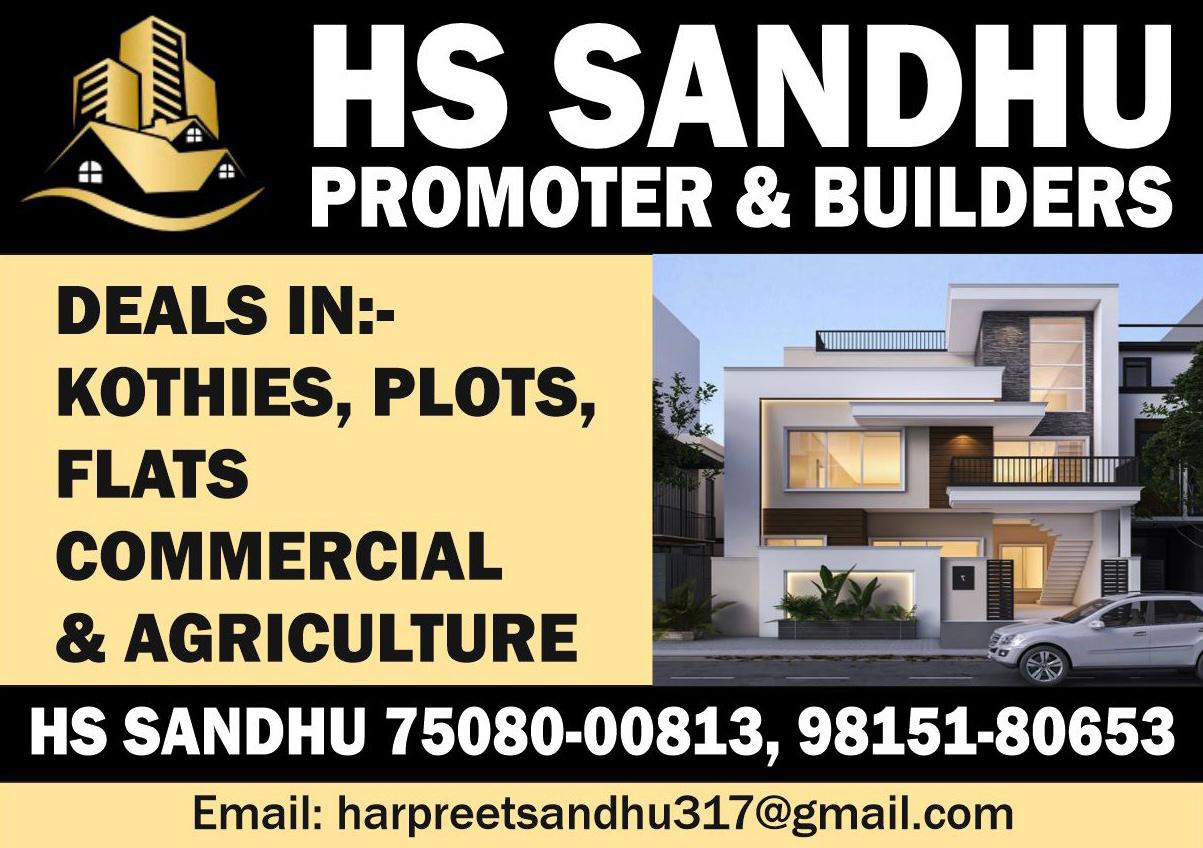 HS SANDHU
PROMOTER & BUILDERS
DEALS IN:-
KOTHIES, PLOTS,
FLATS
COMMERCIAL
& AGRICULTURE
HS SANDHU 75080-00813, 98151-80653
Email: harpreetsandhu317@gmail.com